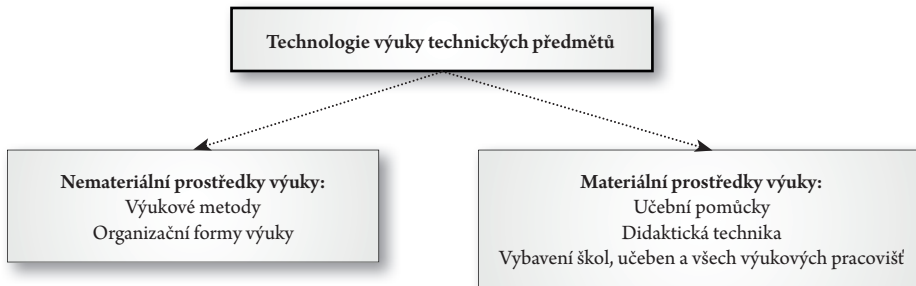 Technologie výuky technických předmětů
Nemateriální prostředky výuky:
Výukové metody
Organizační formy výuky
Materiální prostředky výuky:
Učební pomůcky
Didaktická technika
Vybavení škol, učeben a všech výukových pracovišť